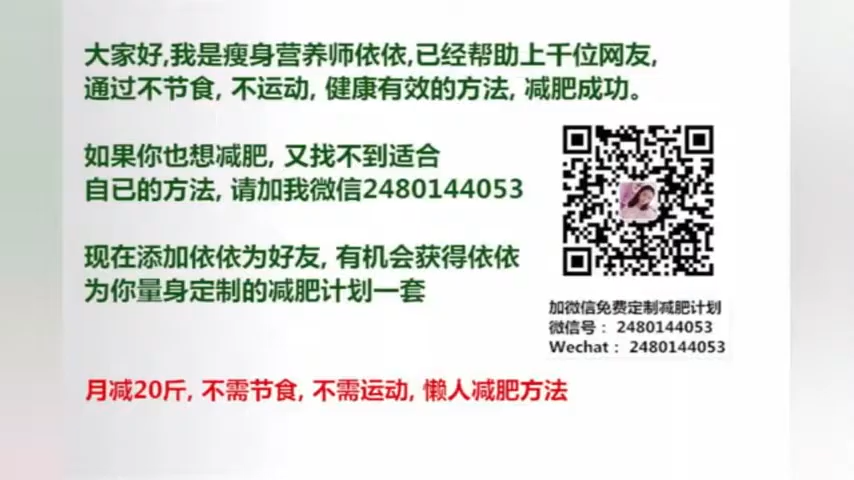 大家好,我是瘦身营养师依依,已经帮助上千位网友,
通过不节食, 不运动, 健康有效的方法, 减肥成功。
如果你也想减肥, 又找不到适合
自已的方法, 请加我微信2480144053
现在添加依依为好友, 有机会获得依依
为你量身定制的减肥计划一套
加微信免费定制减肥计划
微信号： 2480144053
Wechat： 2480144053
月减20斤, 不需节食, 不需运动, 懒人减肥方法